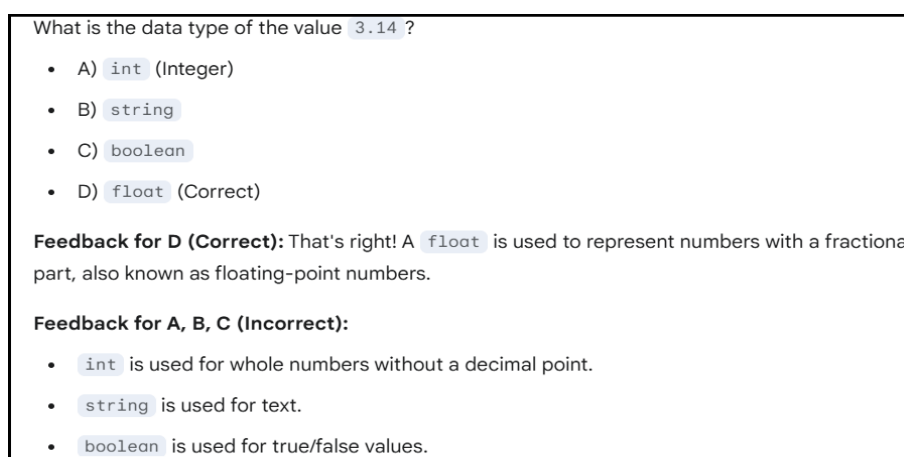 What is the data type of the value 3.14 ?
• A) int (Integer)
• B) string
• C) boolean
• D) float (Correct)
Feedback for D (Correct): That's right! A float is used to represent numbers with a fractiona
part, also known as floating-point numbers.
Feedback for A, B, C (Incorrect):
• int is used for whole numbers without a decimal point.
• string is used for text.
• boolean is used for true/false values.